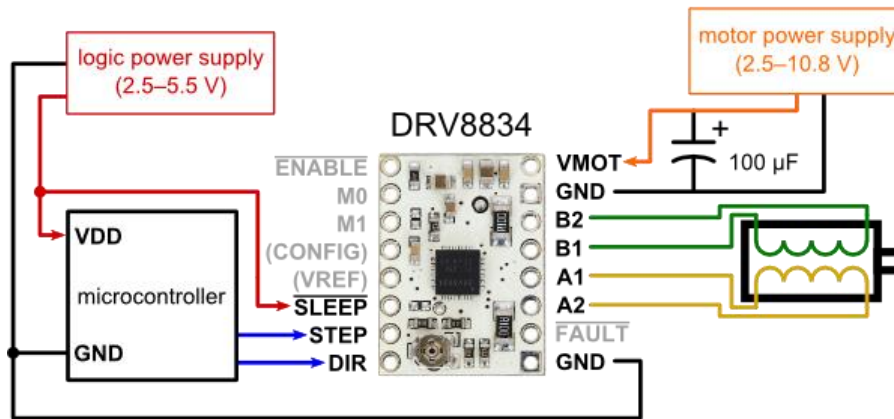 logic power supply
(2.5–5.5 V)
motor power supply
(2.5–10.8 V)
DRV8834
+
100 µF
ENABLE
M0
M1
(CONFIG)
(VREF)
SLEEP
STEP
DIR
VMOT
GND
B2
B1
A1
A2
FAULT
GND
VDD
microcontroller
GND